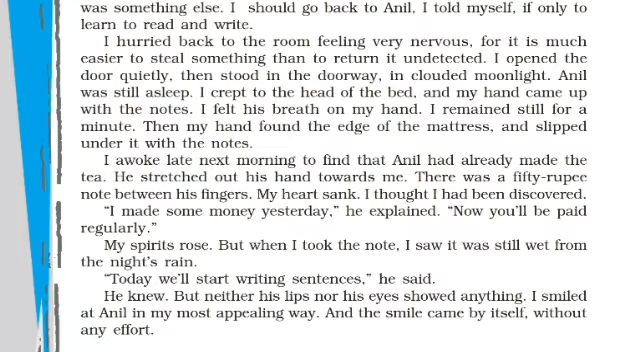 was something else. I should go back to Anil, I told myself, if only to
learn to read and write.
I hurried back to the room feeling very nervous, for it is much
easier to steal something than to return it undetected. I opened the
door quietly, then stood in the doorway, in clouded moonlight. Anil
was still asleep. I crept to the head of the bed, and my hand came up
with the notes. I felt his breath on my hand. I remained still for a
minute. Then my hand found the edge of the mattress, and slipped
under it with the notes.
I awoke late next morning to find that Anil had already made the
tea. He stretched out his hand towards me. There was a fifty-rupee
note between his fingers. My heart sank. I thought I had been discovered.
“I made some money yesterday,” he explained. “Now you’ll be paid
regularly.”
My spirits rose. But when I took the note, I saw it was still wet from
the night’s rain.
“Today we’ll start writing sentences,” he said.
He knew. But neither his lips nor his eyes showed anything. I smiled
at Anil in my most appealing way. And the smile came by itself, without
any effort.